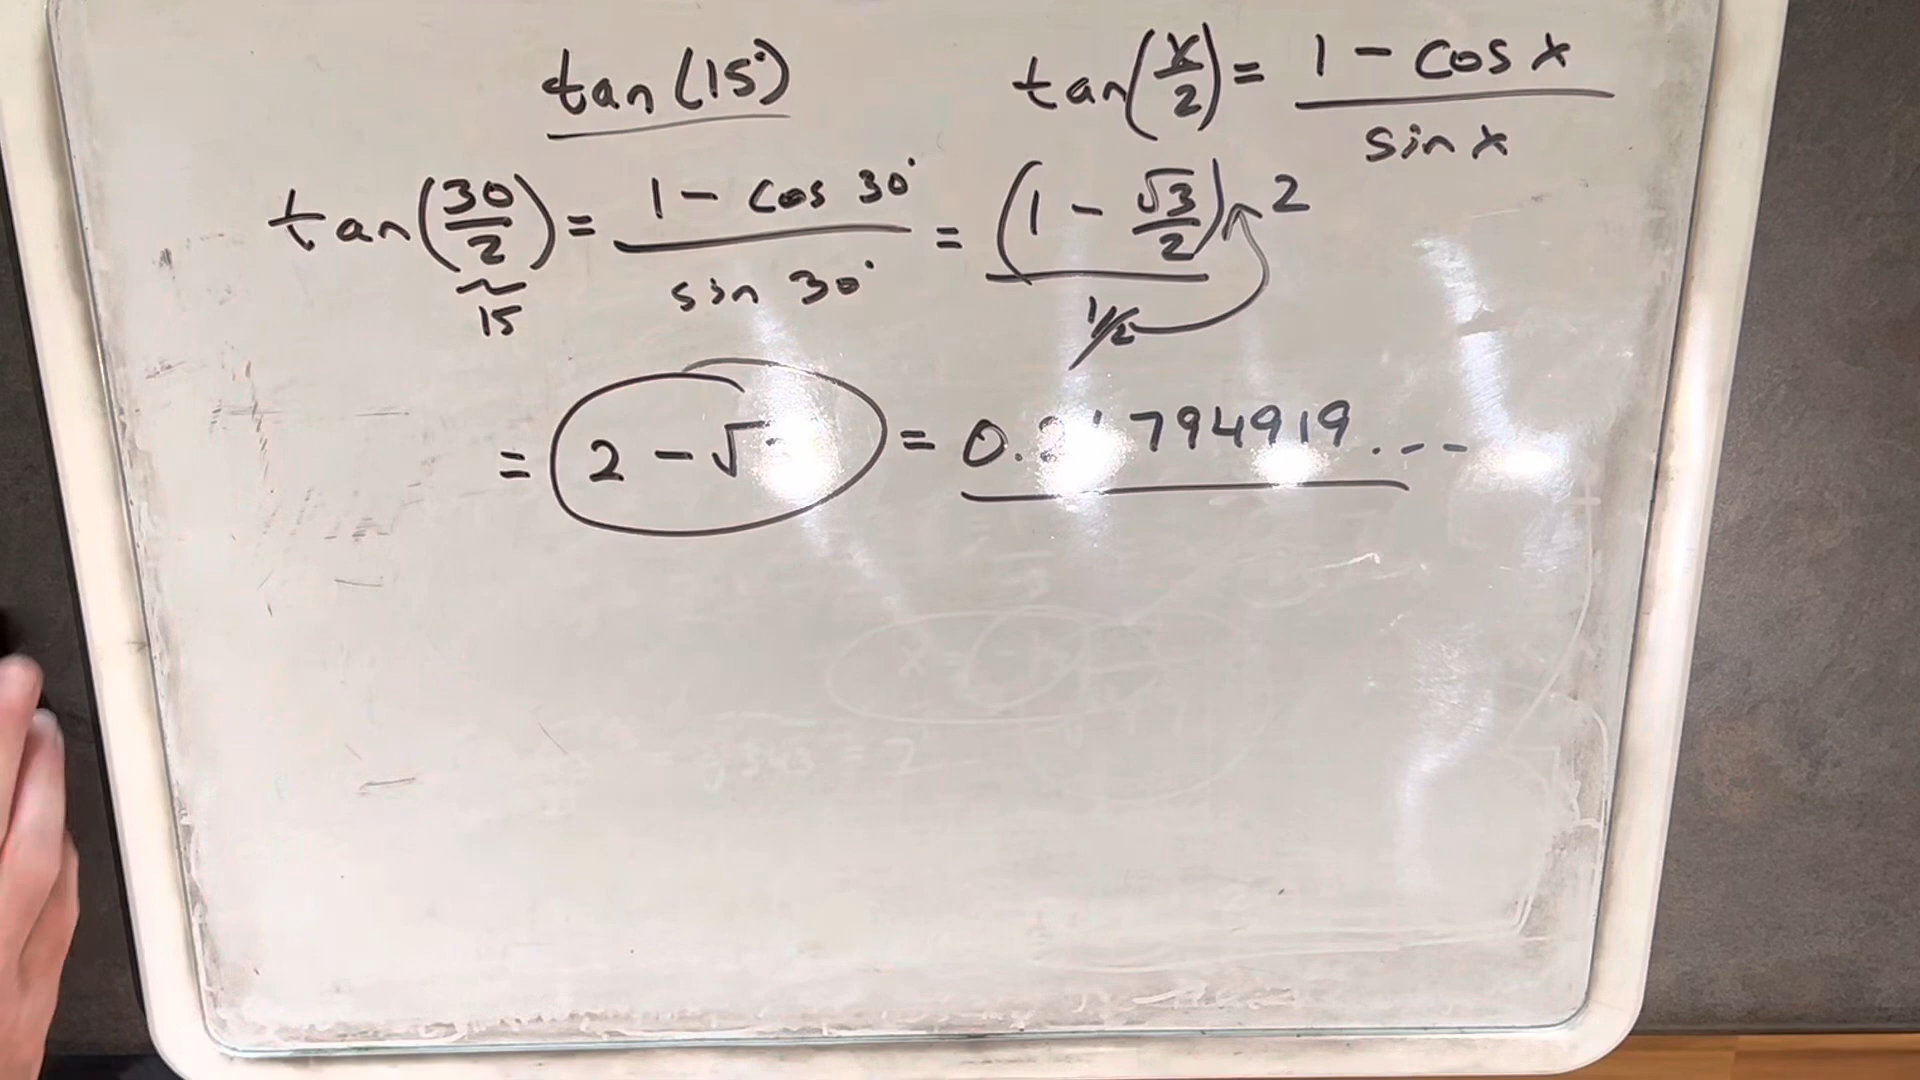 tan(15°)
tan(x/2) = (1 - cos x)/(sin x)
tan(30/2) = (1 - cos 30°)/(sin 30°) = (1 - √3/2) 2
15
1/2
= 2 - √ = 0. 794919...